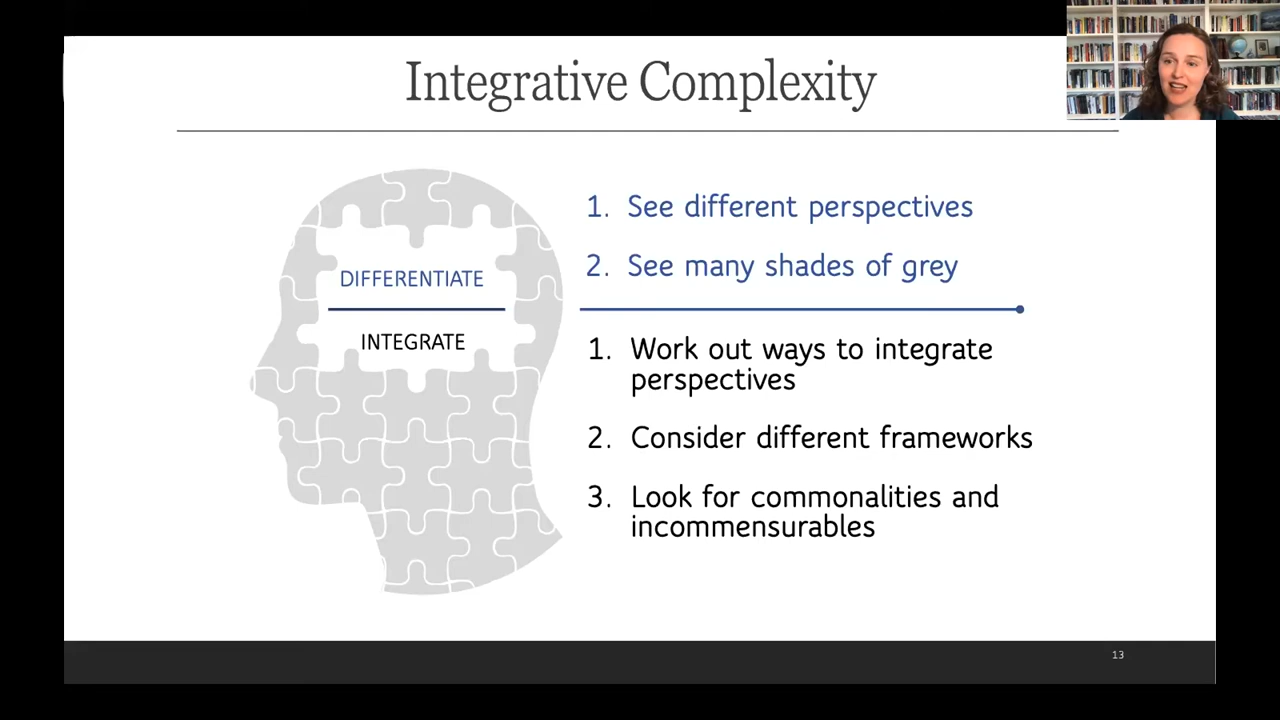 Integrative Complexity
DIFFERENTIATE
INTEGRATE
1. See different perspectives
2. See many shades of grey
1. Work out ways to integrate
perspectives
2. Consider different frameworks
3. Look for commonalities and
incommensurables
13